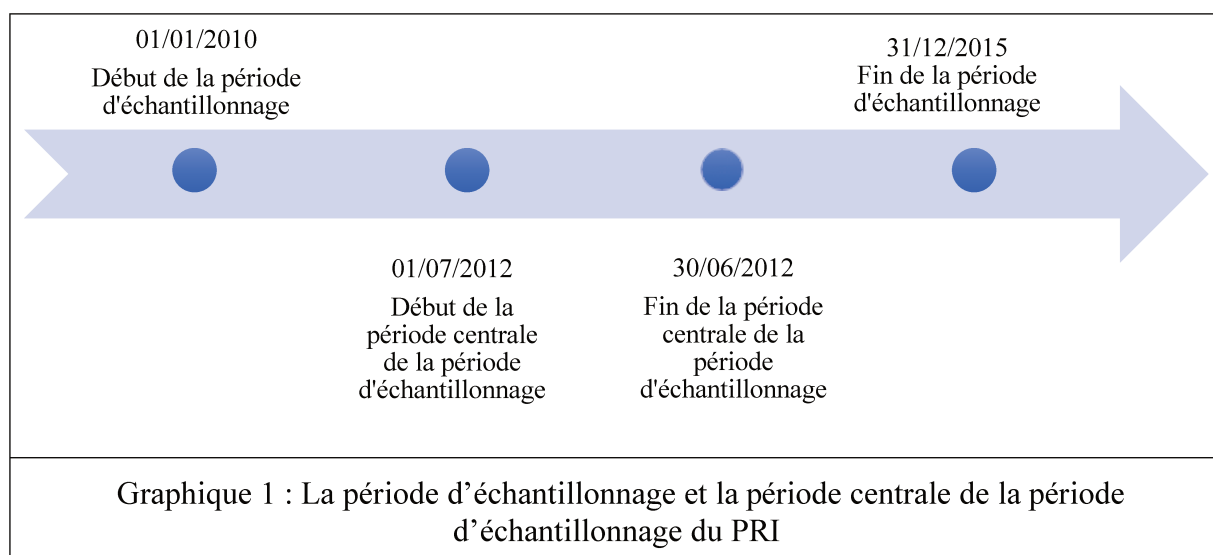 01/01/2010
Début de la période
d'échantillonnage
31/12/2015
Fin de la période
d'échantillonnage
01/07/2012
Début de la
période centrale
de la période
d'échantillonnage
30/06/2012
Fin de la période
centrale de la
période
d'échantillonnage
Graphique 1 : La période d’échantillonnage et la période centrale de la période
d’échantillonnage du PRI